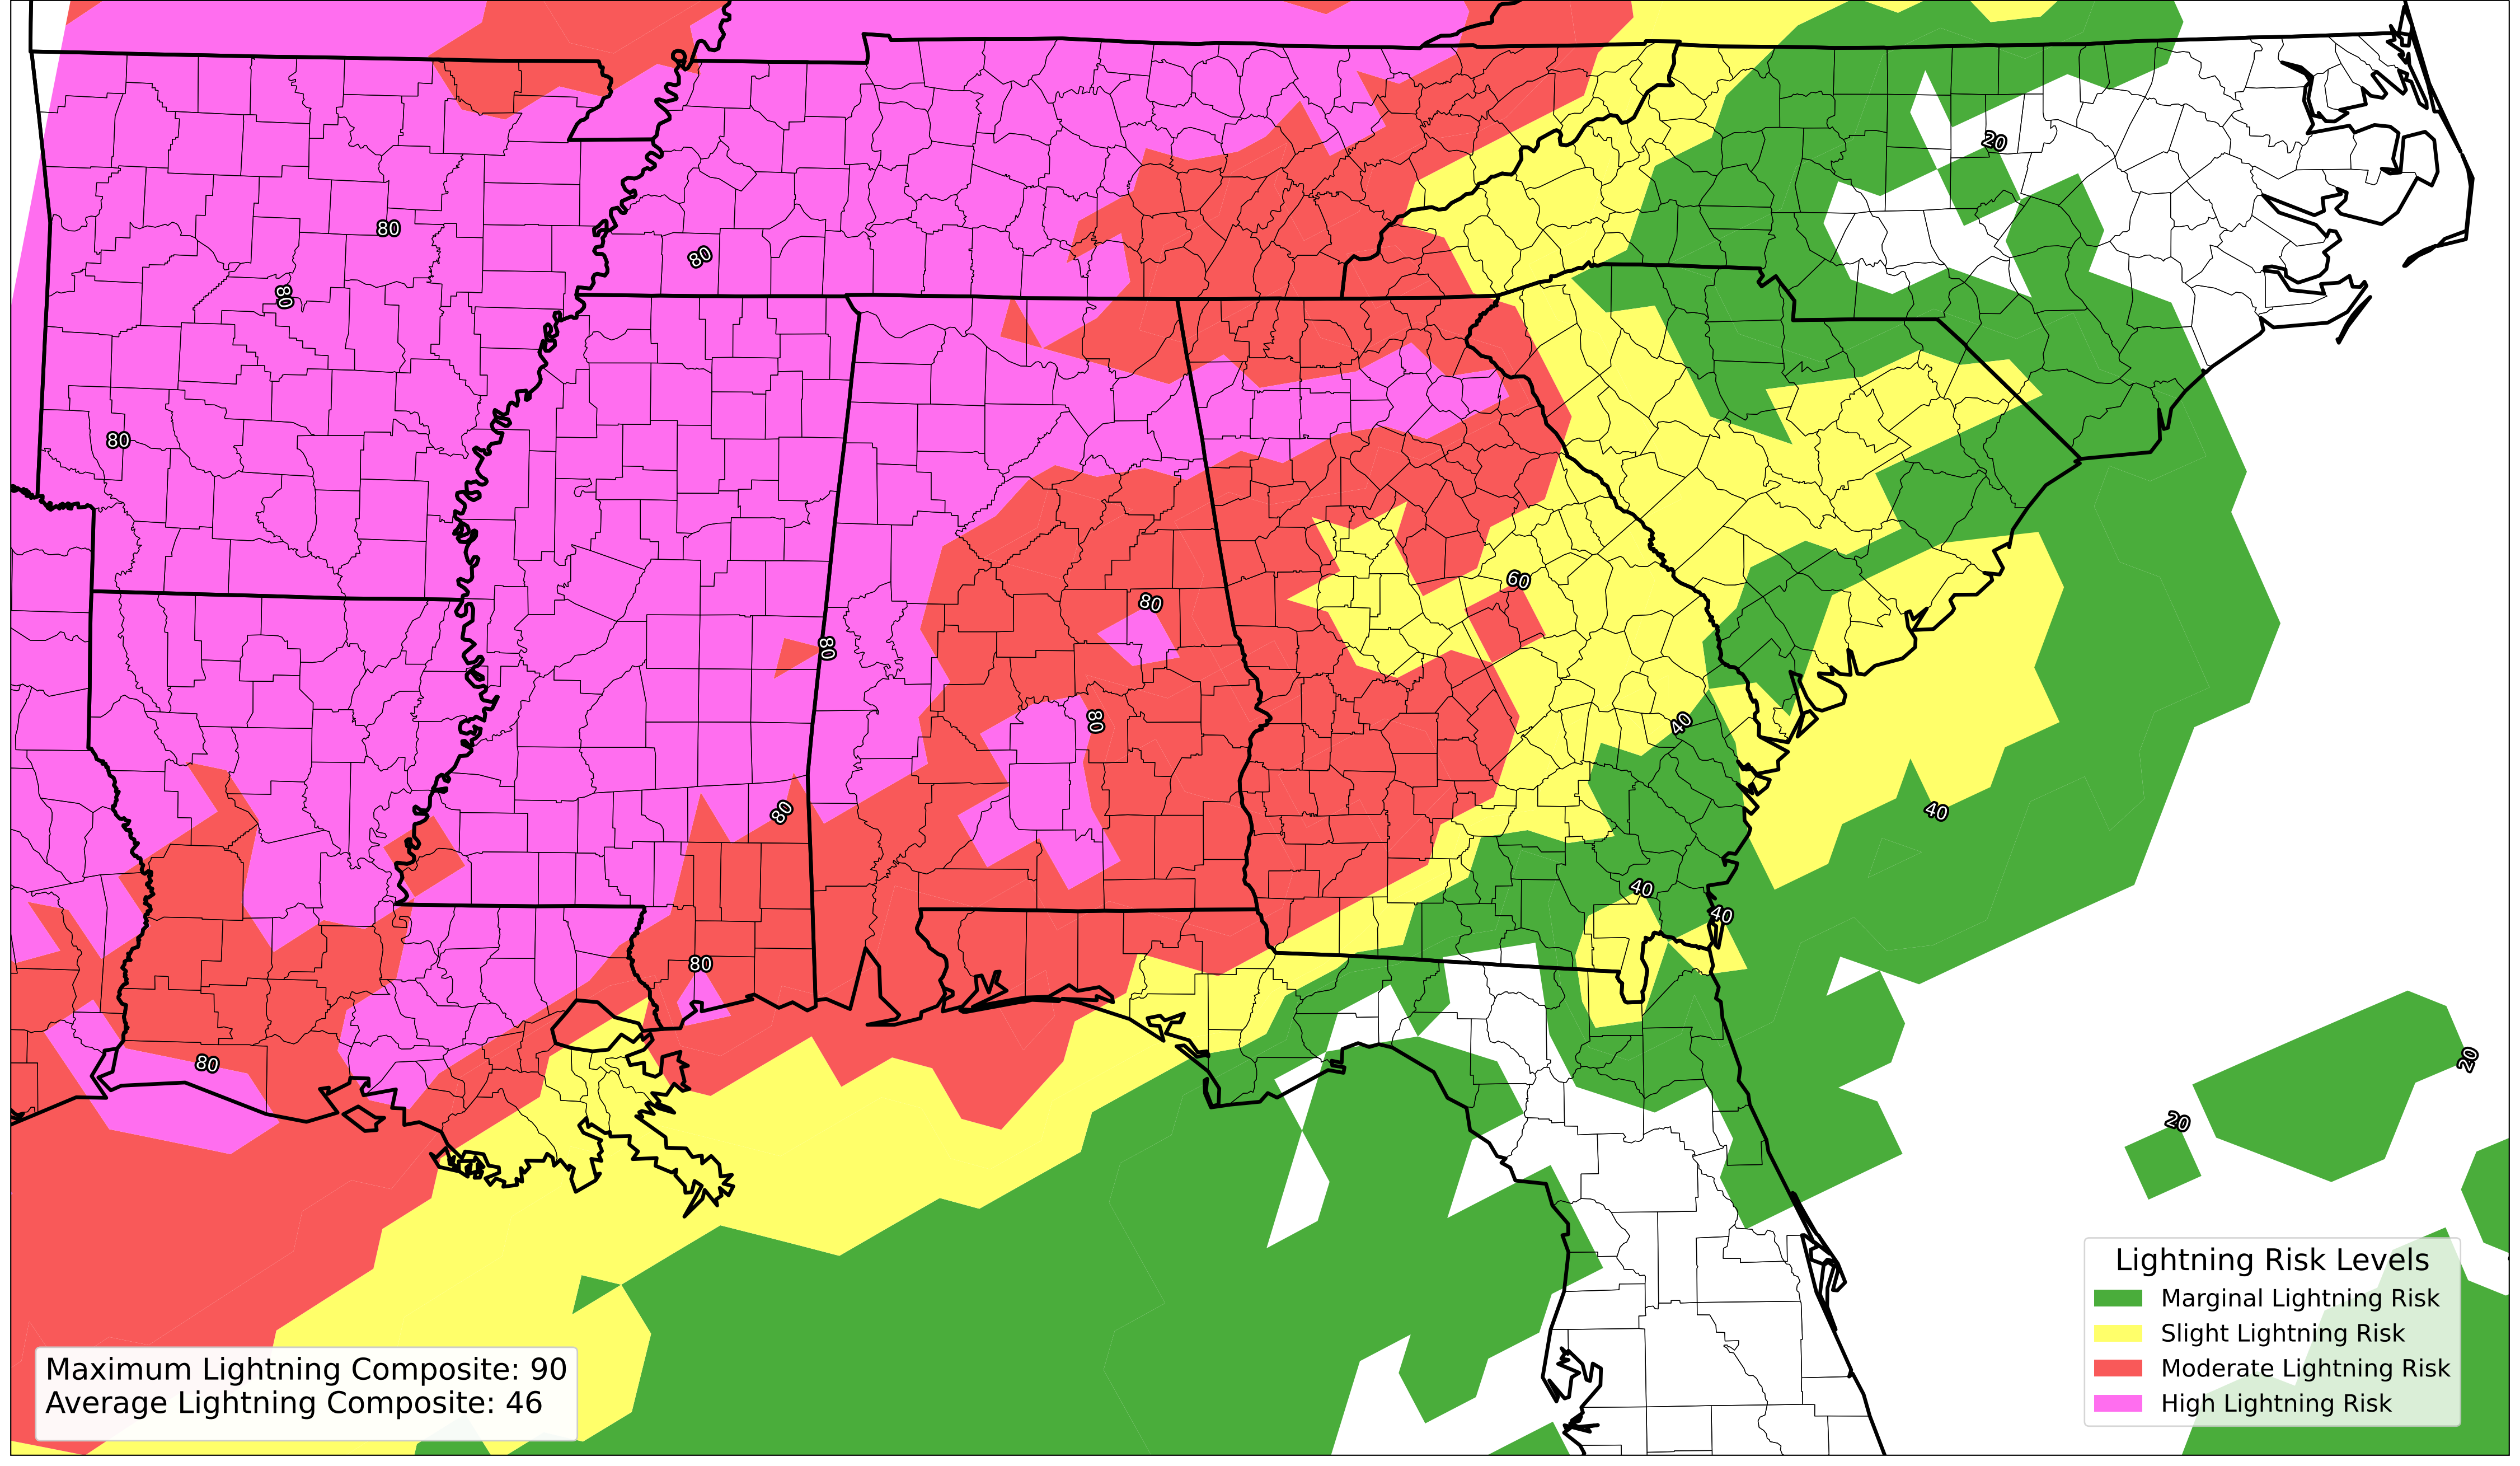 20
80
80
80
80
60
80
80
80
40
80
40
40
40
80
80
20
20
Lightning Risk Levels
Marginal Lightning Risk
Slight Lightning Risk
Moderate Lightning Risk
High Lightning Risk
Maximum Lightning Composite: 90
Average Lightning Composite: 46